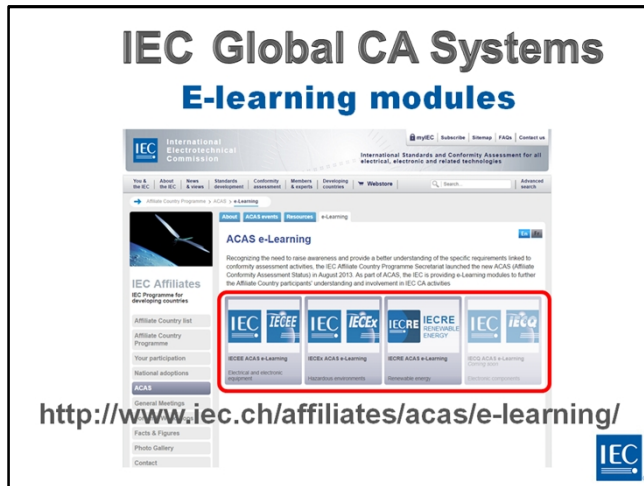 IEC Global CA Systems
E-learning modules
IEC
International
Electrotechnical
Commission
myIEC | Subscribe | Sitemap | FAQs | Contact us
International Standards and Conformity Assessment for all
electrical, electronic and related technologies
You &
the IEC
About
the IEC
News
& views
Standards
development
Conformity
assessment
Members
& experts
Developing
countries
Webstore
Search...
Advanced
search
Affiliate Country Programme > ACAS > e-Learning
About
ACAS events
Resources
e-Learning
ACAS e-Learning
En
Recognizing the need to raise awareness and provide a better understanding of the specific requirements linked to
conformity assessment activities, the IEC Affiliate Country Programme Secretariat launched the new ACAS (Affiliate
Conformity Assessment Status) in August 2013. As part of ACAS, the IEC is providing e-Learning modules to further
the Affiliate Country participants' understanding and involvement in IEC CA activities
IEC Affiliates
IEC Programme for
developing countries
Affiliate Country list
Affiliate Country
Programme
Your participation
National adoptions
ACAS
General Meetings
Facts & Figures
Photo Gallery
Contact
IEC IECEE
IECEE ACAS e-Learning
Electrical and electronic
equipment
IEC IECEx
IECEx ACAS e-Learning
Hazardous environments
IECRE IECRE
RENEWABLE
ENERGY
IECRE ACAS e-Learning
Renewable energy
IEC IECQ
IECQ ACAS e-Learning
Coming soon
Electronic components
http://www.iec.ch/affiliates/acas/e-learning/
IEC